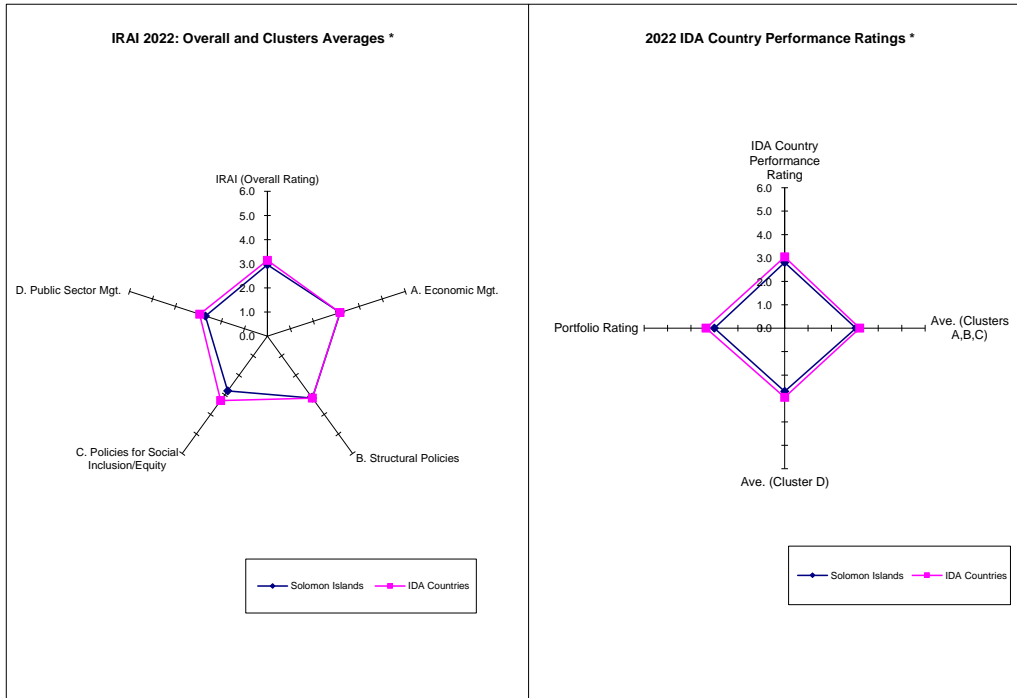 IRAI 2022: Overall and Clusters Averages *
IRAI (Overall Rating)
6.0
5.0
4.0
3.0
2.0
1.0
0.0
A. Economic Mgt.
B. Structural Policies
C. Policies for Social
Inclusion/Equity
D. Public Sector Mgt.
Solomon Islands
IDA Countries
2022 IDA Country Performance Ratings *
IDA Country
Performance
Rating
6.0
5.0
4.0
3.0
2.0
1.0
0.0
Ave. (Clusters
A,B,C)
Ave. (Cluster D)
Portfolio Rating
Solomon Islands
IDA Countries